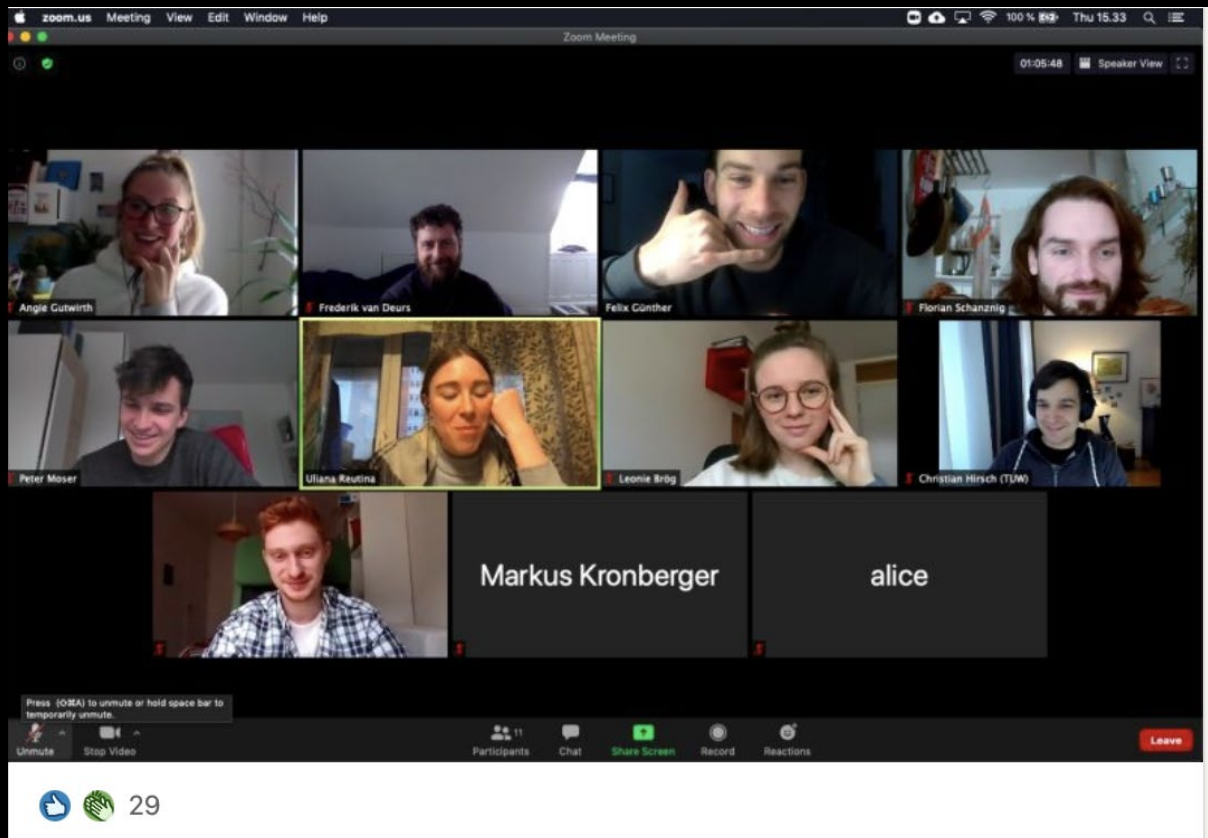 zoom.us Meeting View Edit Window Help 100 % Thu 15.33
Zoom Meeting
01:05:48 Speaker View
Angie Gutwirth
Frederik van Deurs
Felix Günther
Florian Schanznig
Peter Moser
Uliana Reutina
Leonie Brög
Christian Hirsch (TUW)
Markus Kronberger
alice
Press (⇧⌘A) to unmute or hold space bar to
temporarily unmute.
11
Unmute Stop Video Participants Chat Share Screen Record Reactions Leave
29